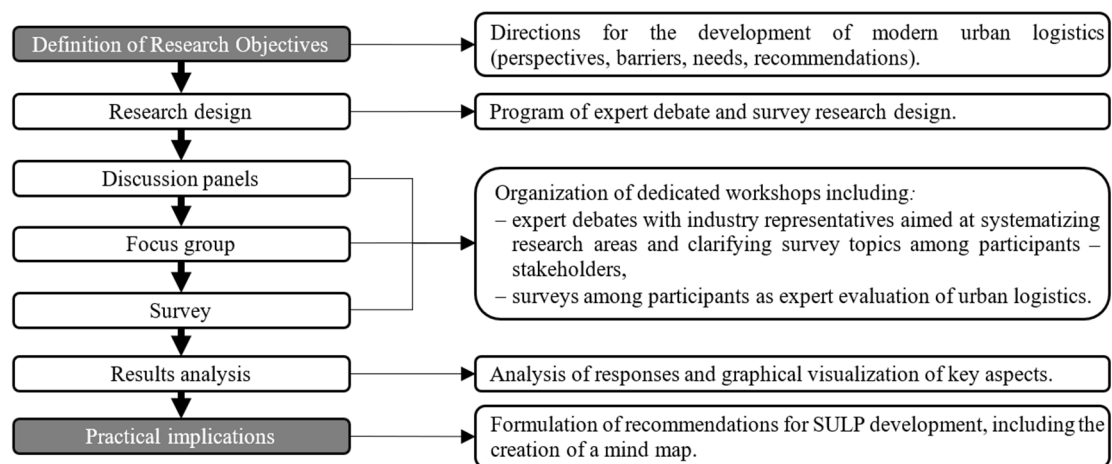 Definition of Research Objectives
Directions for the development of modern urban logistics
(perspectives, barriers, needs, recommendations).
Research design
Program of expert debate and survey research design.
Discussion panels
Focus group
Survey
Organization of dedicated workshops including:
– expert debates with industry representatives aimed at systematizing
research areas and clarifying survey topics among participants –
stakeholders,
– surveys among participants as expert evaluation of urban logistics.
Results analysis
Analysis of responses and graphical visualization of key aspects.
Practical implications
Formulation of recommendations for SULP development, including the
creation of a mind map.